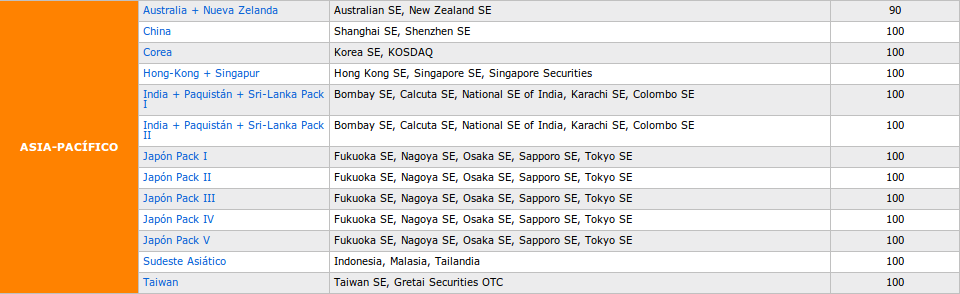 Australia + Nueva Zelanda Australian SE, New Zealand SE 90
China Shanghai SE, Shenzhen SE 100
Corea Korea SE, KOSDAQ 100
Hong-Kong + Singapur Hong Kong SE, Singapore SE, Singapore Securities 100
India + Paquistán + Sri-Lanka Pack Bombay SE, Calcuta SE, National SE of India, Karachi SE, Colombo SE 100
I
India + Paquistán + Sri-Lanka Pack Bombay SE, Calcuta SE, National SE of India, Karachi SE, Colombo SE 100
II
ASIA-PACÍFICO
Japón Pack I Fukuoka SE, Nagoya SE, Osaka SE, Sapporo SE, Tokyo SE 100
Japón Pack II Fukuoka SE, Nagoya SE, Osaka SE, Sapporo SE, Tokyo SE 100
Japón Pack III Fukuoka SE, Nagoya SE, Osaka SE, Sapporo SE, Tokyo SE 100
Japón Pack IV Fukuoka SE, Nagoya SE, Osaka SE, Sapporo SE, Tokyo SE 100
Japón Pack V Fukuoka SE, Nagoya SE, Osaka SE, Sapporo SE, Tokyo SE 100
Sudeste Asiático Indonesia, Malasia, Tailandia 100
Taiwan Taiwan SE, Gretai Securities OTC 100